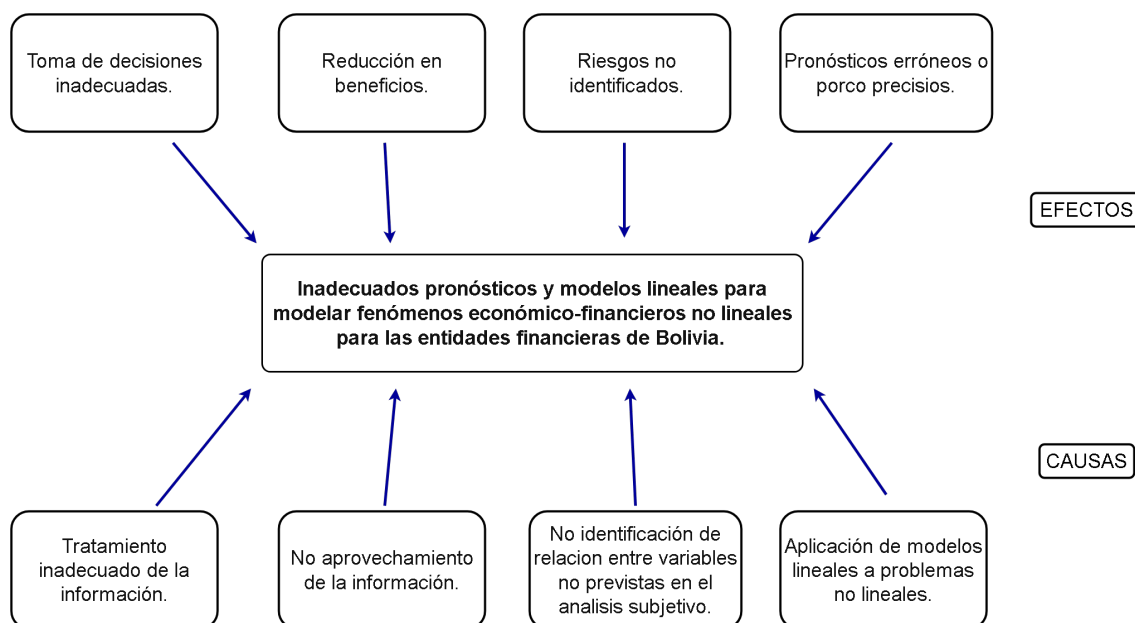 Toma de decisiones
inadecuadas.
Reducción en
beneficios.
Riesgos no
identificados.
Pronósticos erróneos o
porco precisios.
EFECTOS
Inadecuados pronósticos y modelos lineales para
modelar fenómenos económico-financieros no lineales
para las entidades financieras de Bolivia.
CAUSAS
Tratamiento
inadecuado de la
información.
No aprovechamiento
de la información.
No identificación de
relacion entre variables
no previstas en el
analisis subjetivo.
Aplicación de modelos
lineales a problemas
no lineales.